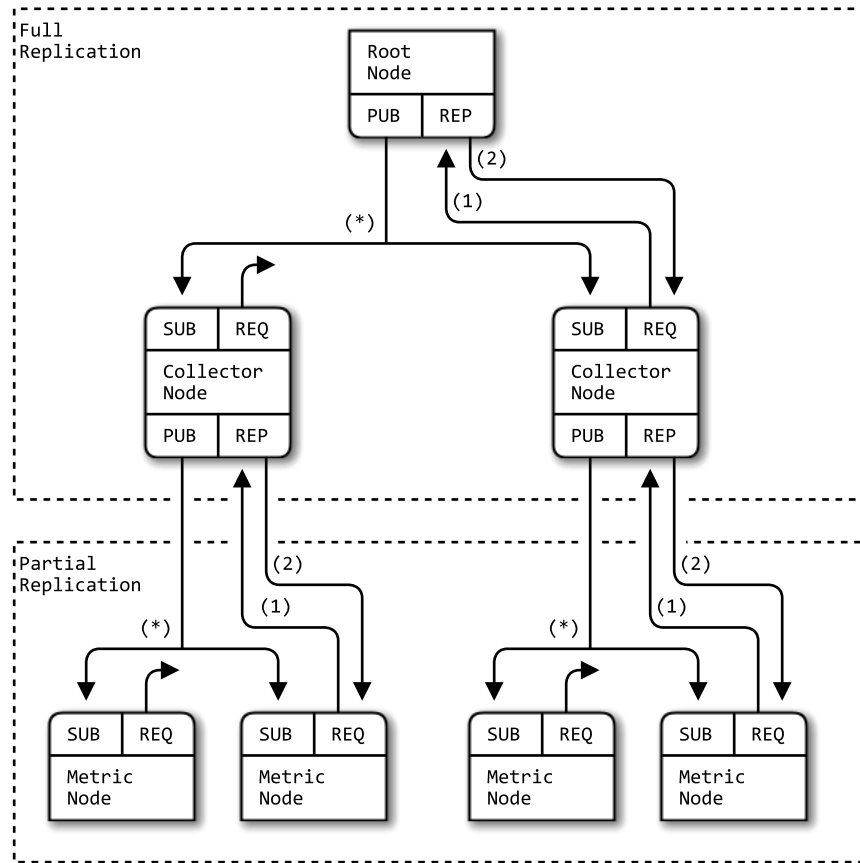 Full
Replication
Root
Node
PUB REP
(2)
(1)
(*)
SUB REQ
Collector
Node
PUB REP
SUB REQ
Collector
Node
PUB REP
Partial
Replication
(2)
(1)
(*)
(2)
(1)
(*)
SUB REQ
Metric
Node
SUB REQ
Metric
Node
SUB REQ
Metric
Node
SUB REQ
Metric
Node